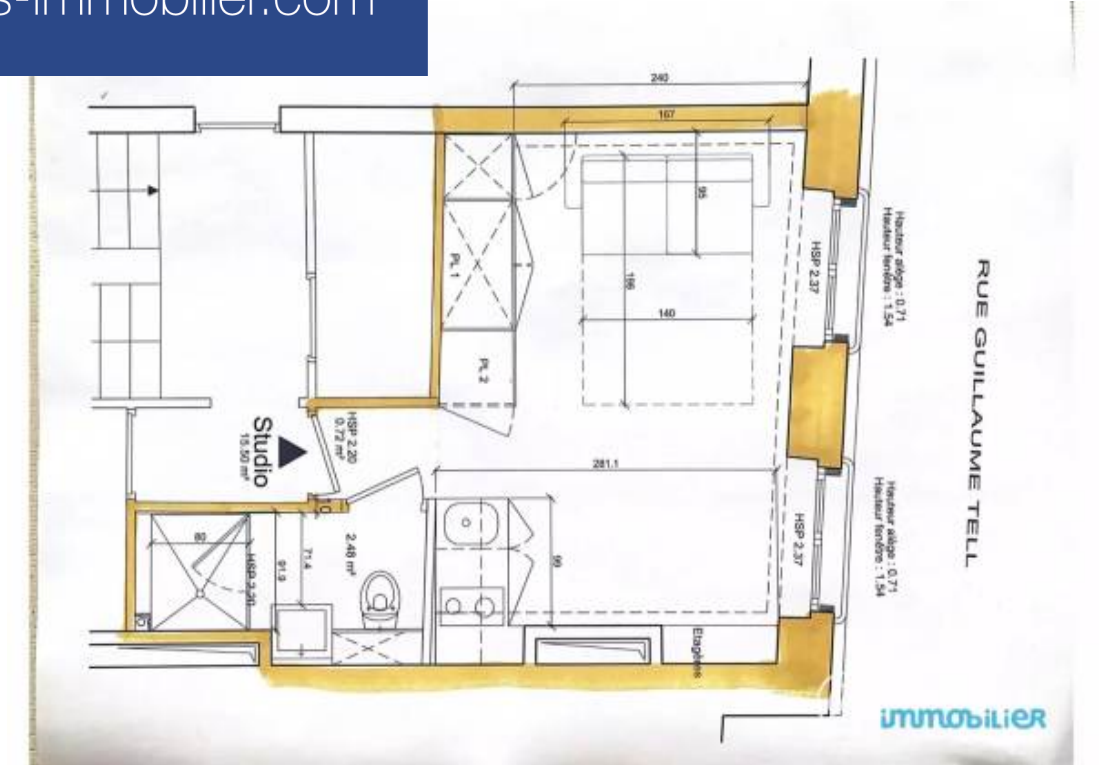 s-immobilier.com
240
167
95
196
140
PL 1
PL 2
HSP 2.37
Hauteur allège : 0.71
Hauteur fenêtre : 1.54
RUE GUILLAUME TELL
HSP 2.20
0.72 m²
Studio
15.50 m²
281.1
HSP 2.37
Hauteur allège : 0.71
Hauteur fenêtre : 1.54
80
HSP 2.20
91.9
71.4
2.48 m²
99
Etagères
immobilier